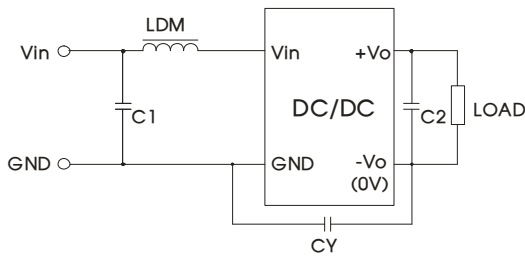 LDM
Vin
Vin
+Vo
C1
DC/DC
C2
LOAD
GND
GND
-Vo
(0V)
CY